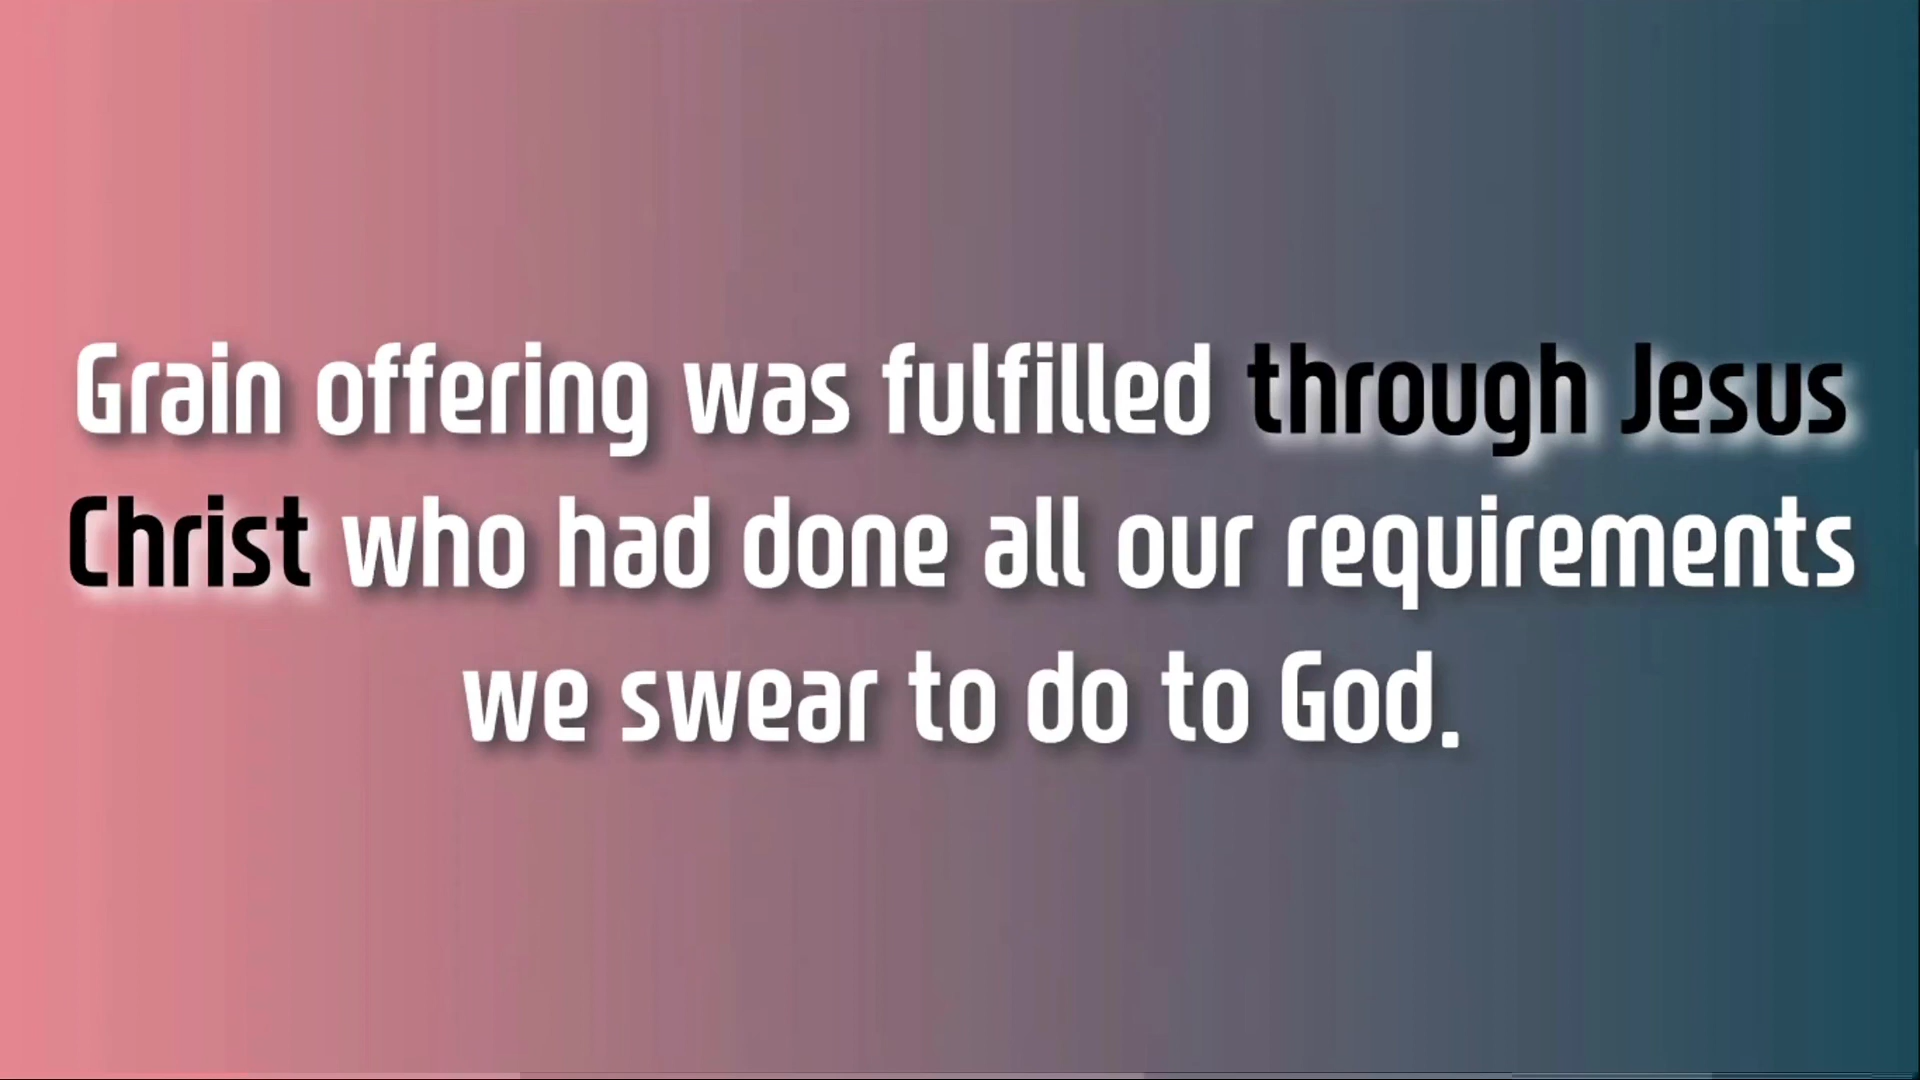 Grain offering was fulfilled through Jesus
Christ who had done all our requirements
we swear to do to God.